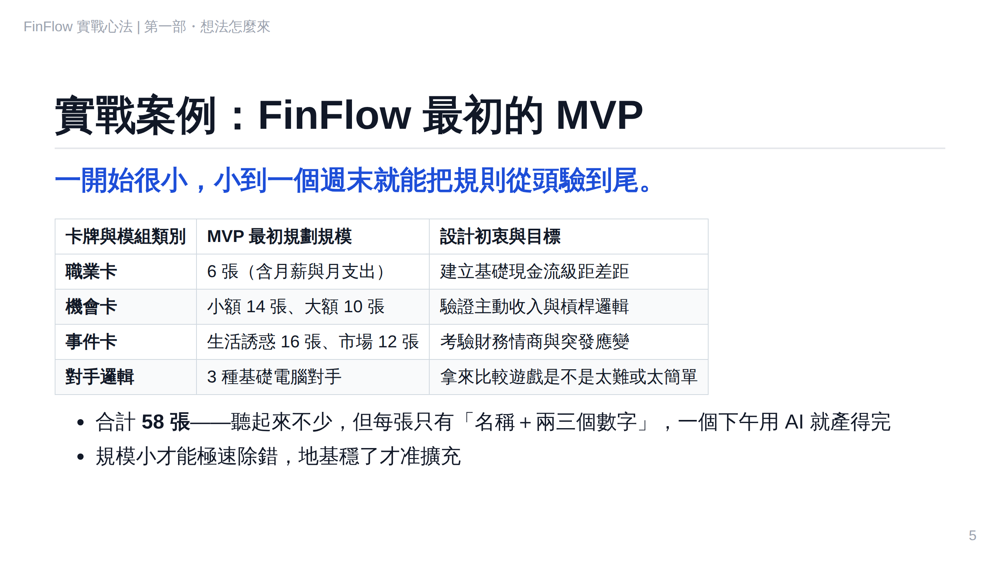 FinFlow 實戰心法 | 第一部・想法怎麼來
實戰案例：FinFlow 最初的 MVP
一開始很小，小到一個週末就能把規則從頭驗到尾。
卡牌與模組類別 MVP 最初規劃規模 設計初衷與目標
職業卡 6 張（含月薪與月支出） 建立基礎現金流級距差距
機會卡 小額 14 張、大額 10 張 驗證主動收入與槓桿邏輯
事件卡 生活誘惑 16 張、市場 12 張 考驗財務情商與突發應變
對手邏輯 3 種基礎電腦對手 拿來比較遊戲是不是太難或太簡單
• 合計 58 張——聽起來不少，但每張只有「名稱＋兩三個數字」，一個下午用 AI 就產得完
• 規模小才能極速除錯，地基穩了才准擴充
5